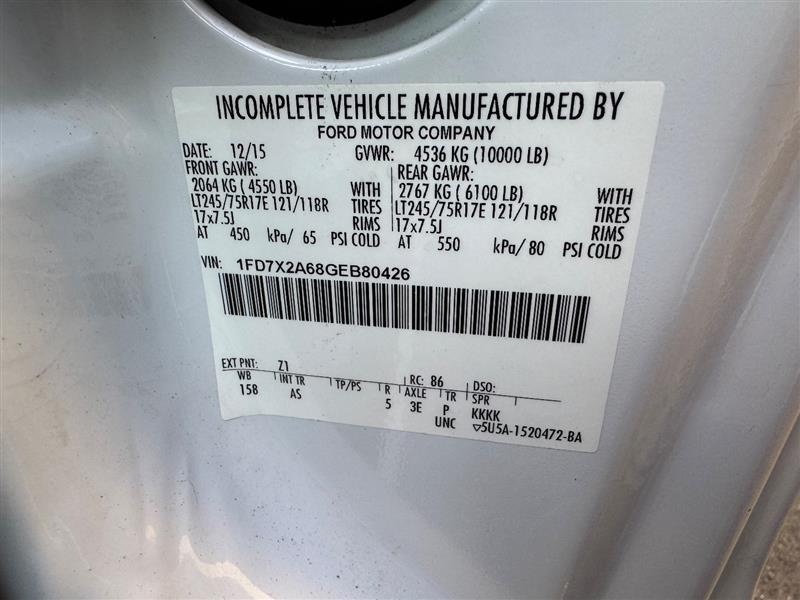 INCOMPLETE VEHICLE MANUFACTURED BY
FORD MOTOR COMPANY
DATE: 12/15 GVWR: 4536 KG (10000 LB)
FRONT GAWR: REAR GAWR:
2064 KG ( 4550 LB) WITH 2767 KG ( 6100 LB) WITH
LT245/75R17E 121/118R TIRES LT245/75R17E 121/118R TIRES
17x7.5J RIMS 17x7.5J RIMS
AT 450 kPa/ 65 PSI COLD AT 550 kPa/ 80 PSI COLD
VIN: 1FD7X2A68GEB80426
EXT PNT: Z1 RC: 86 DSO:
WB INT TR TP/PS R AXLE TR SPR
158 AS 5 3E P KKKK
UNC ▽5U5A-1520472-BA